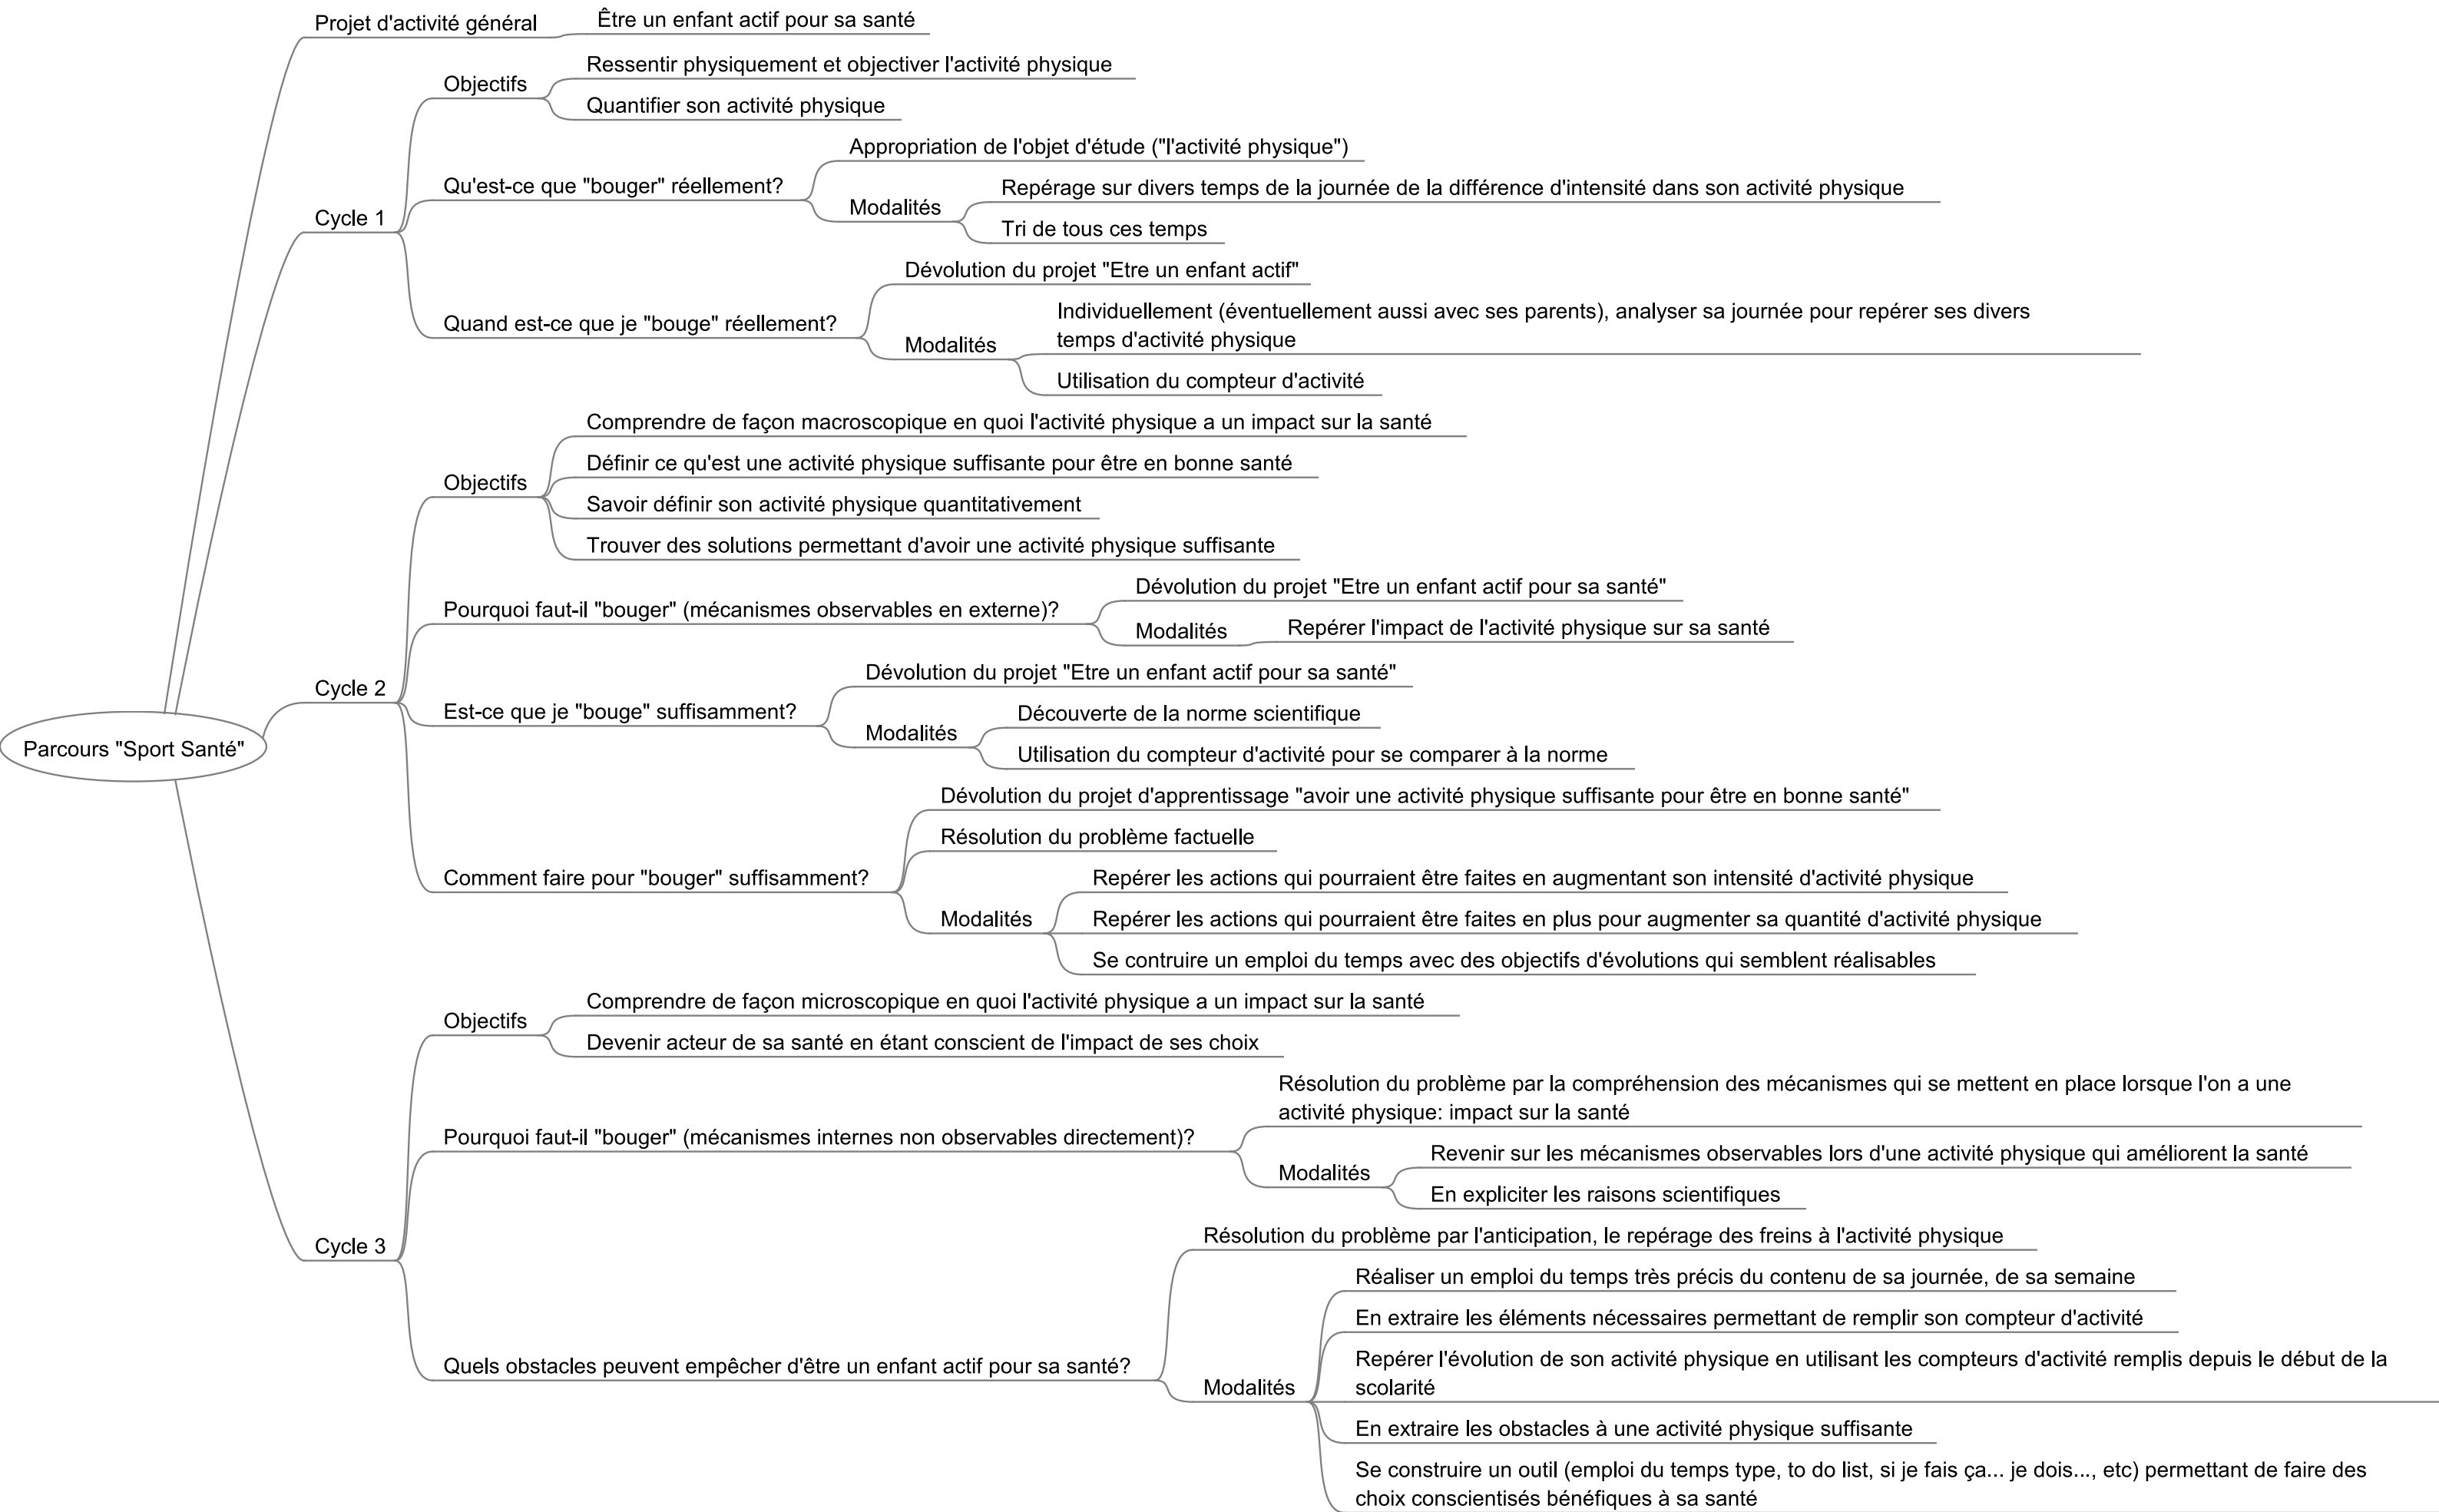 Projet d'activité général
Être un enfant actif pour sa santé
Cycle 1
Objectifs
Ressentir physiquement et objectiver l'activité physique
Quantifier son activité physique
Qu'est-ce que "bouger" réellement?
Appropriation de l'objet d'étude ("l'activité physique")
Modalités
Repérage sur divers temps de la journée de la différence d'intensité dans son activité physique
Tri de tous ces temps
Quand est-ce que je "bouge" réellement?
Dévolution du projet "Etre un enfant actif"
Modalités
Individuellement (éventuellement aussi avec ses parents), analyser sa journée pour repérer ses divers
temps d'activité physique
Utilisation du compteur d'activité
Parcours "Sport Santé"
Cycle 2
Objectifs
Comprendre de façon macroscopique en quoi l'activité physique a un impact sur la santé
Définir ce qu'est une activité physique suffisante pour être en bonne santé
Savoir définir son activité physique quantitativement
Trouver des solutions permettant d'avoir une activité physique suffisante
Pourquoi faut-il "bouger" (mécanismes observables en externe)?
Dévolution du projet "Etre un enfant actif pour sa santé"
Modalités
Repérer l'impact de l'activité physique sur sa santé
Est-ce que je "bouge" suffisamment?
Dévolution du projet "Etre un enfant actif pour sa santé"
Modalités
Découverte de la norme scientifique
Utilisation du compteur d'activité pour se comparer à la norme
Comment faire pour "bouger" suffisamment?
Dévolution du projet d'apprentissage "avoir une activité physique suffisante pour être en bonne santé"
Résolution du problème factuelle
Modalités
Repérer les actions qui pourraient être faites en augmentant son intensité d'activité physique
Repérer les actions qui pourraient être faites en plus pour augmenter sa quantité d'activité physique
Se contruire un emploi du temps avec des objectifs d'évolutions qui semblent réalisables
Cycle 3
Objectifs
Comprendre de façon microscopique en quoi l'activité physique a un impact sur la santé
Devenir acteur de sa santé en étant conscient de l'impact de ses choix
Pourquoi faut-il "bouger" (mécanismes internes non observables directement)?
Résolution du problème par la compréhension des mécanismes qui se mettent en place lorsque l'on a une
activité physique: impact sur la santé
Modalités
Revenir sur les mécanismes observables lors d'une activité physique qui améliorent la santé
En expliciter les raisons scientifiques
Quels obstacles peuvent empêcher d'être un enfant actif pour sa santé?
Résolution du problème par l'anticipation, le repérage des freins à l'activité physique
Modalités
Réaliser un emploi du temps très précis du contenu de sa journée, de sa semaine
En extraire les éléments nécessaires permettant de remplir son compteur d'activité
Repérer l'évolution de son activité physique en utilisant les compteurs d'activité remplis depuis le début de la
scolarité
En extraire les obstacles à une activité physique suffisante
Se construire un outil (emploi du temps type, to do list, si je fais ça... je dois..., etc) permettant de faire des
choix conscientisés bénéfiques à sa santé